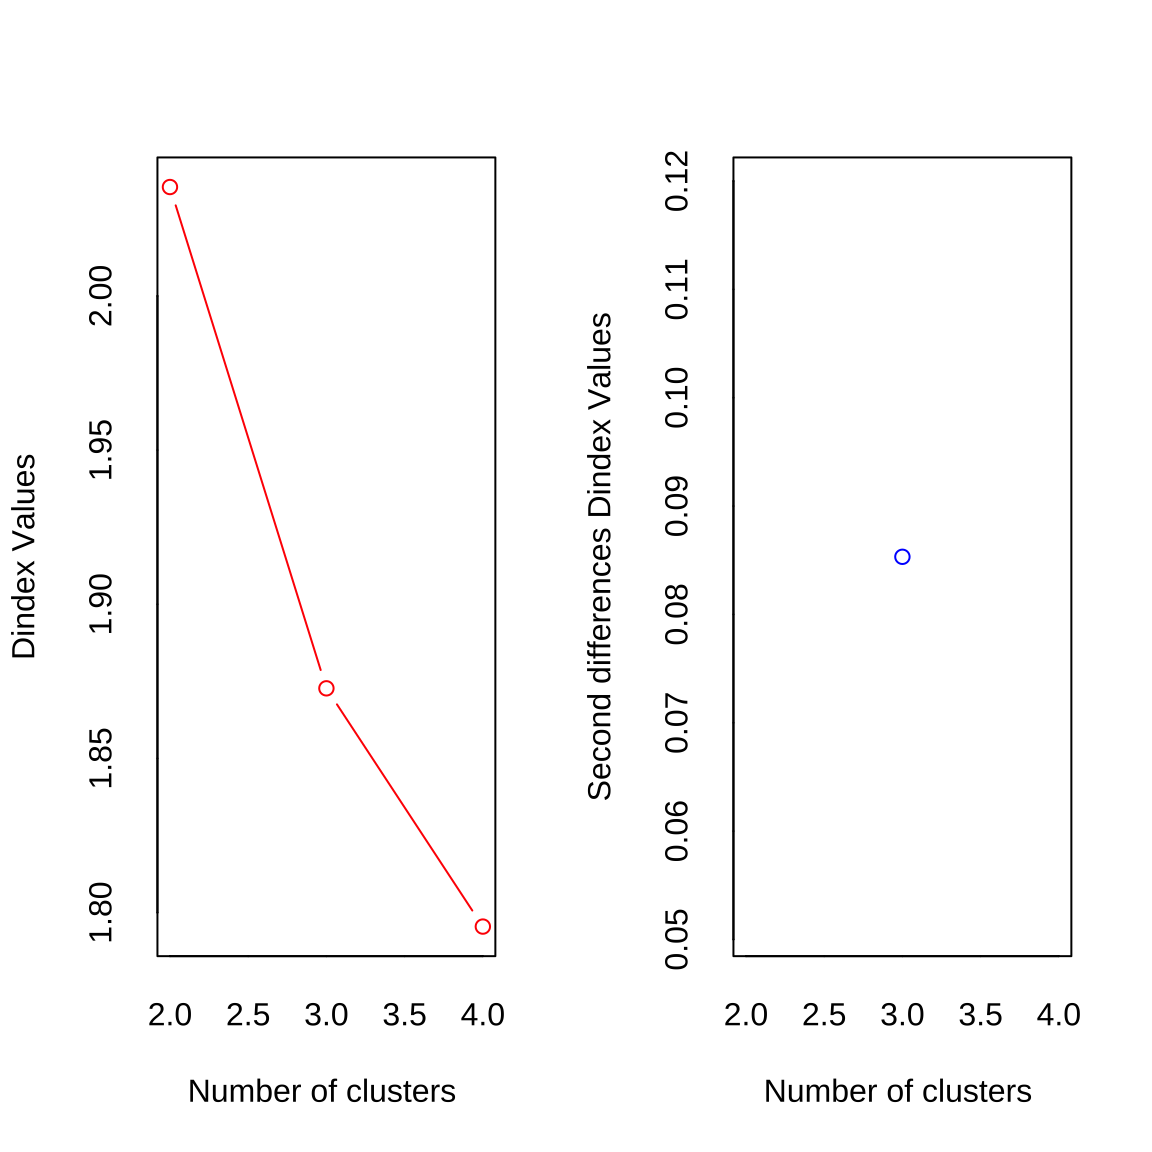 Dindex Values
2.00
1.95
1.90
1.85
1.80
2.0 2.5 3.0 3.5 4.0
Number of clusters
Second differences Dindex Values
0.12
0.11
0.10
0.09
0.08
0.07
0.06
0.05
2.0 2.5 3.0 3.5 4.0
Number of clusters